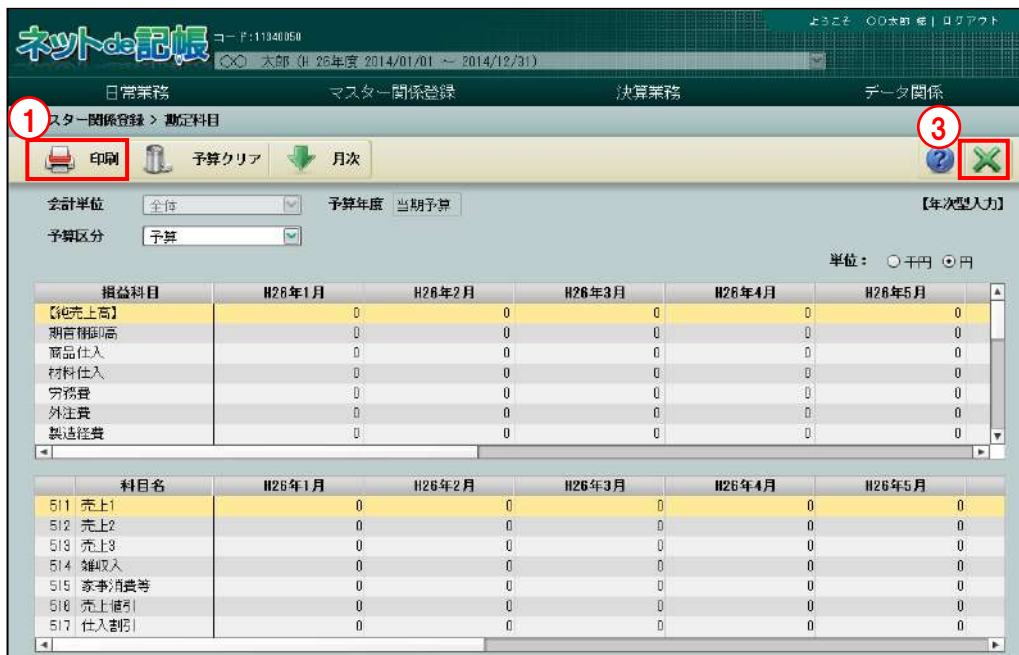 ようこそ 〇〇太郎 様 | ログアウト
ネットde記帳 コード:11340050
〇〇 太郎 (H 26年度 2014/01/01 ～ 2014/12/31)
日常業務 マスター関係登録 決算業務 データ関係
1 スター関係登録 > 勘定科目 3
印刷 予算クリア 月次 ?
会計単位 全体 予算年度 当期予算 【年次型入力】
予算区分 予算
単位： 千円 円
損益科目 H26年1月 H26年2月 H26年3月 H26年4月 H26年5月
【純売上高】 0 0 0 0 0
期首棚卸高 0 0 0 0 0
商品仕入 0 0 0 0 0
材料仕入 0 0 0 0 0
労務費 0 0 0 0 0
外注費 0 0 0 0 0
製造経費 0 0 0 0 0
科目名 H26年1月 H26年2月 H26年3月 H26年4月 H26年5月
511 売上1 0 0 0 0 0
512 売上2 0 0 0 0 0
513 売上3 0 0 0 0 0
514 雑収入 0 0 0 0 0
515 家事消費等 0 0 0 0 0
516 売上値引 0 0 0 0 0
517 仕入割引 0 0 0 0 0